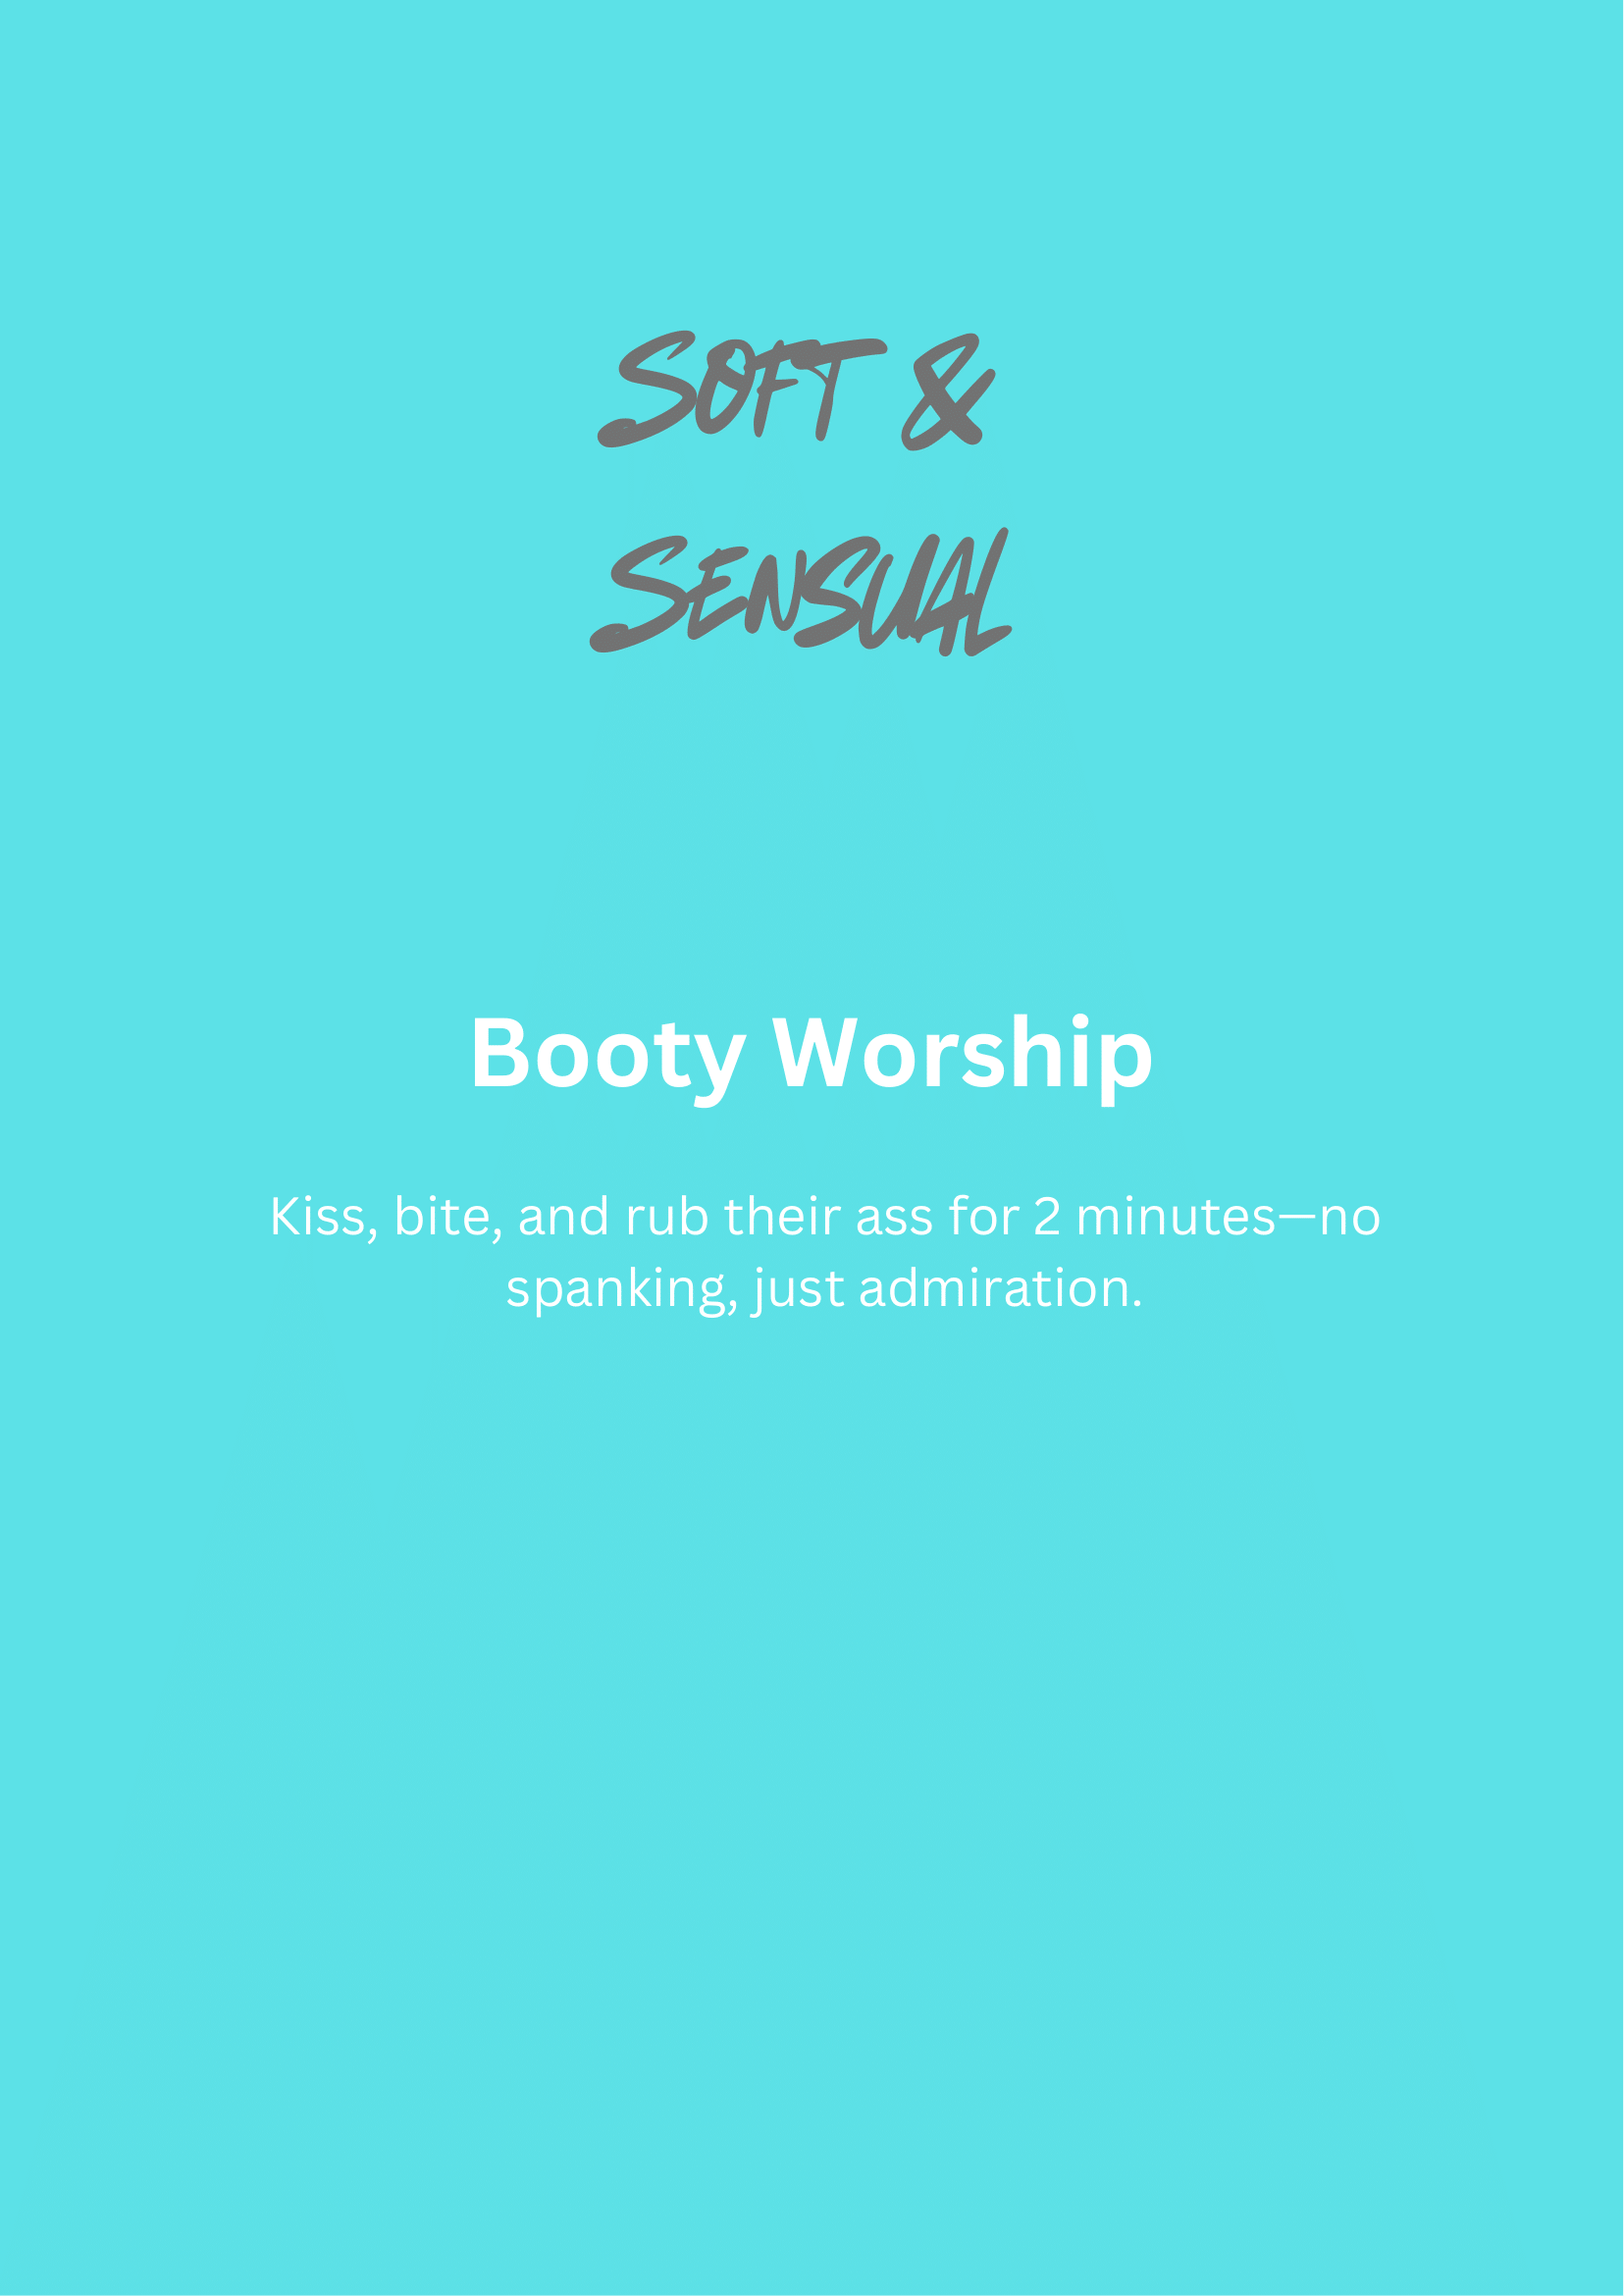 SOFT &
SENSUAL
Booty Worship
Kiss, bite, and rub their ass for 2 minutes—no
spanking, just admiration.